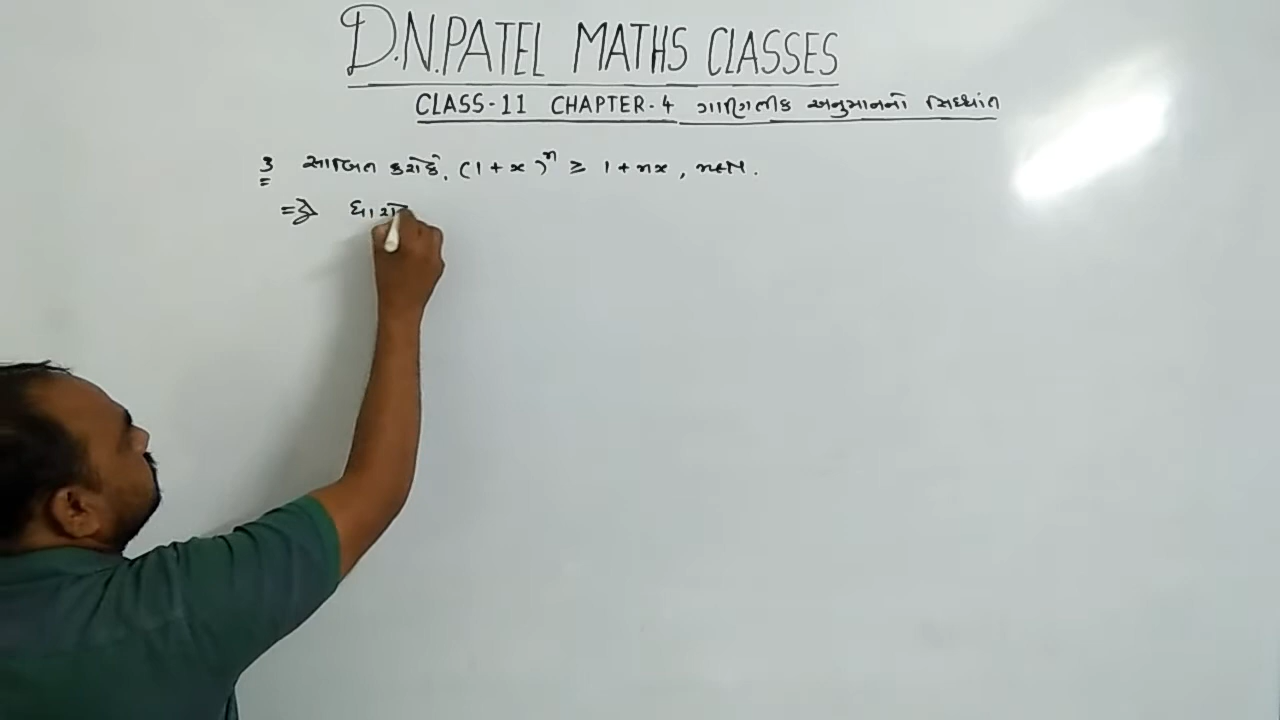 D.N.PATEL MATHS CLASSES
CLASS-11 CHAPTER-4 ગાણિતીક અનુમાનનો સિધ્ધાંત
3 સાબિત કરોકે, (1+x)^n ≥ 1+nx, n∈N.
=> ધારો